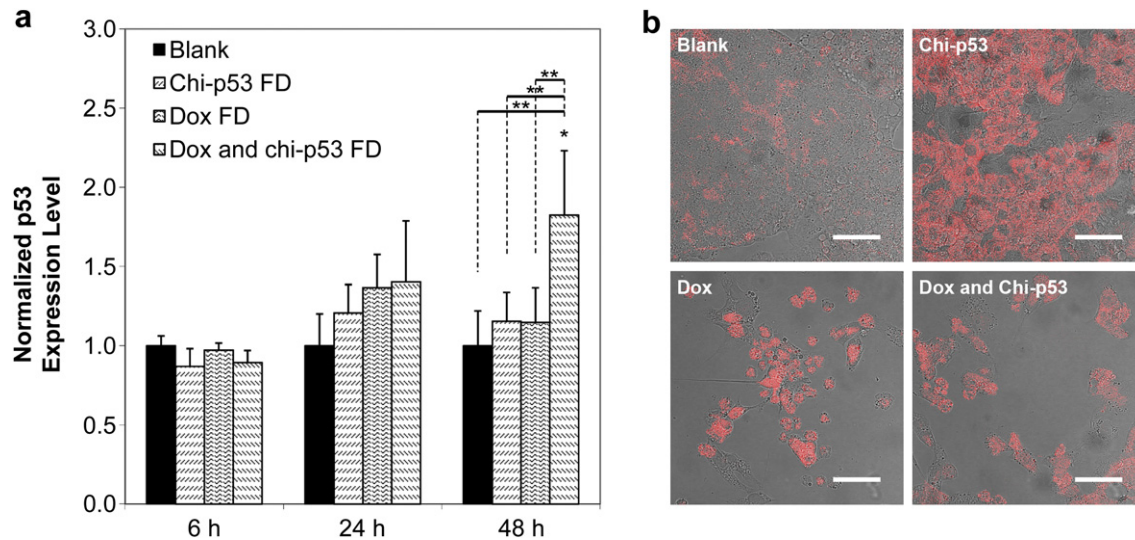 a
3.0
2.5
2.0
1.5
1.0
0.5
0.0
Normalized p53
Expression Level
Blank
Chi-p53 FD
Dox FD
Dox and chi-p53 FD
**
**
**
*
6 h
24 h
48 h
b
Blank
Chi-p53
Dox
Dox and Chi-p53